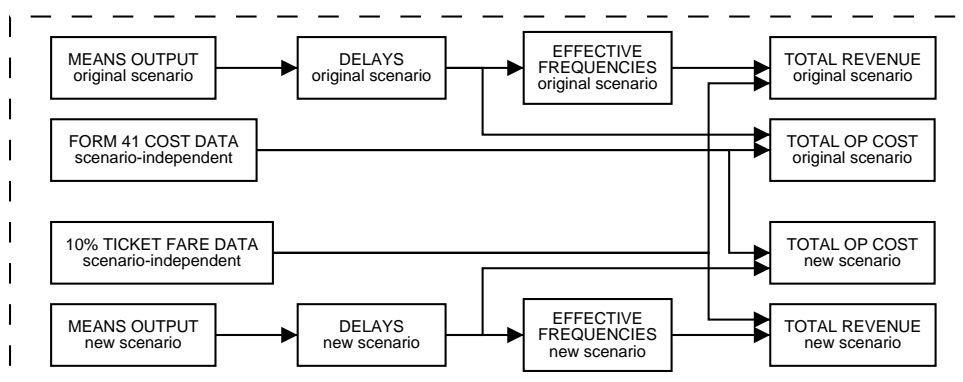 MEANS OUTPUT
original scenario
DELAYS
original scenario
EFFECTIVE
FREQUENCIES
original scenario
TOTAL REVENUE
original scenario
FORM 41 COST DATA
scenario-independent
TOTAL OP COST
original scenario
10% TICKET FARE DATA
scenario-independent
TOTAL OP COST
new scenario
MEANS OUTPUT
new scenario
DELAYS
new scenario
EFFECTIVE
FREQUENCIES
new scenario
TOTAL REVENUE
new scenario